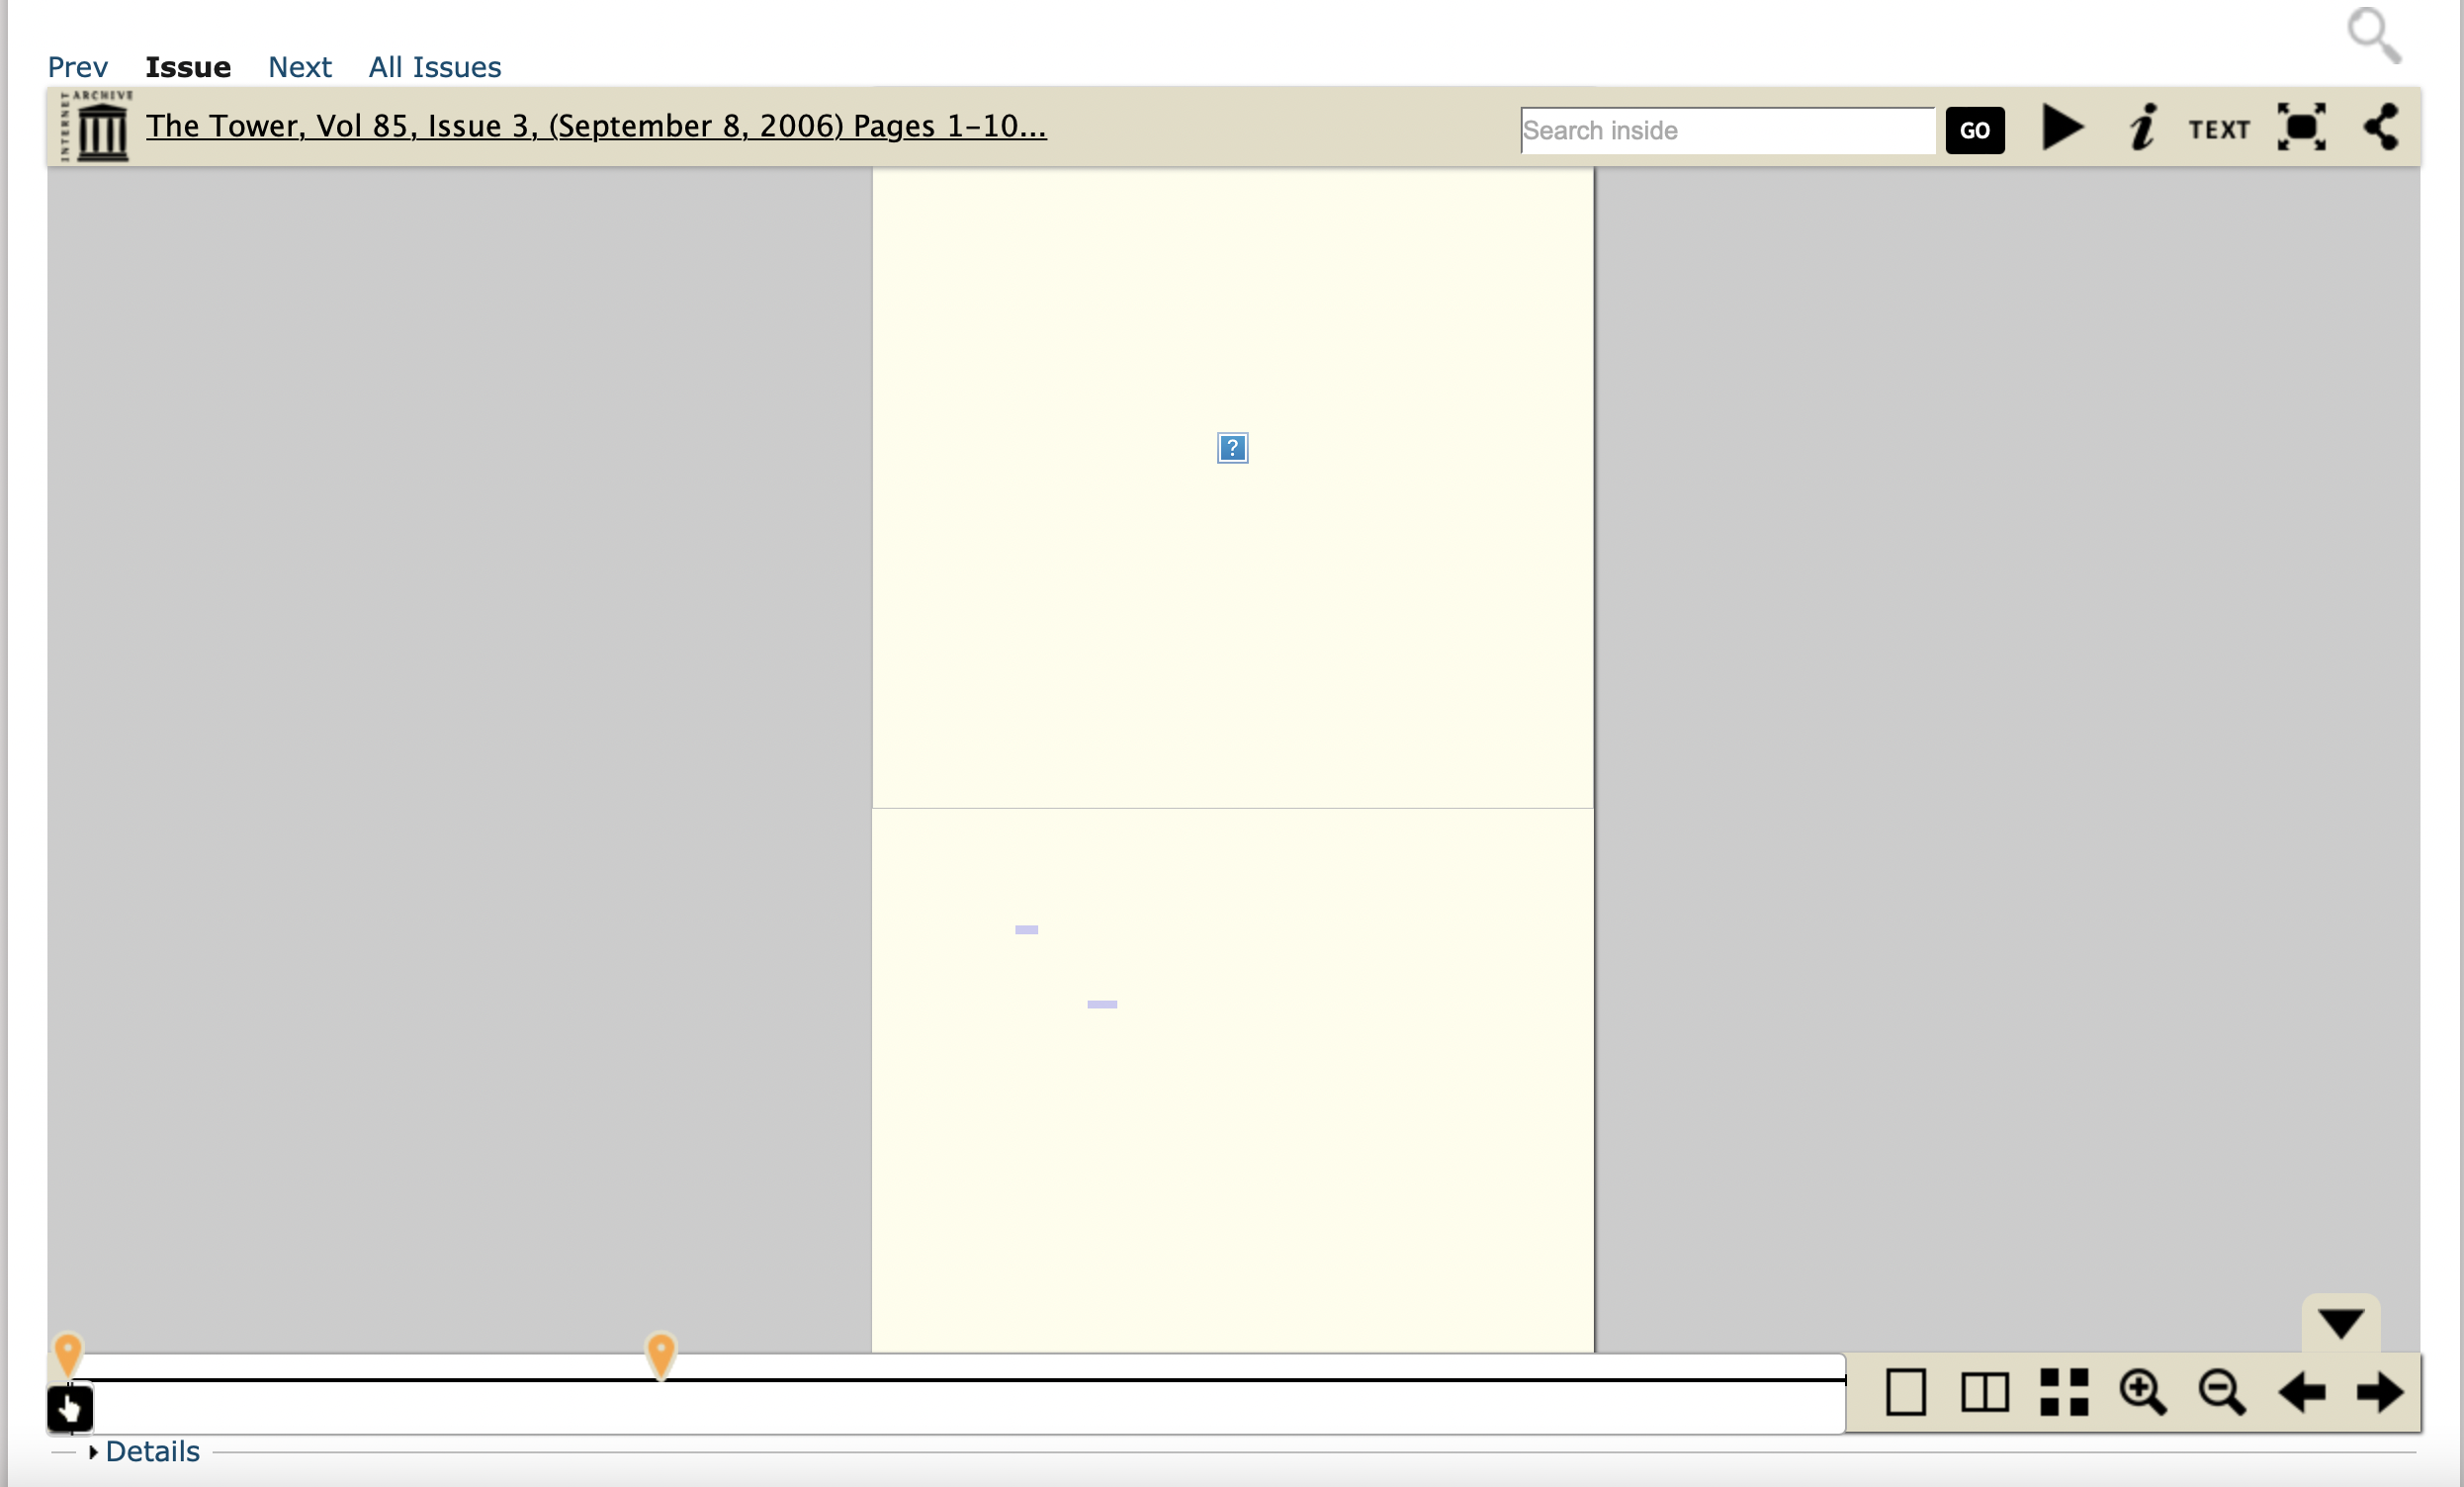 Prev Issue Next All Issues
INTERNET ARCHIVE
The Tower, Vol 85, Issue 3, (September 8, 2006) Pages 1-10...
Search inside GO i TEXT
?
Details